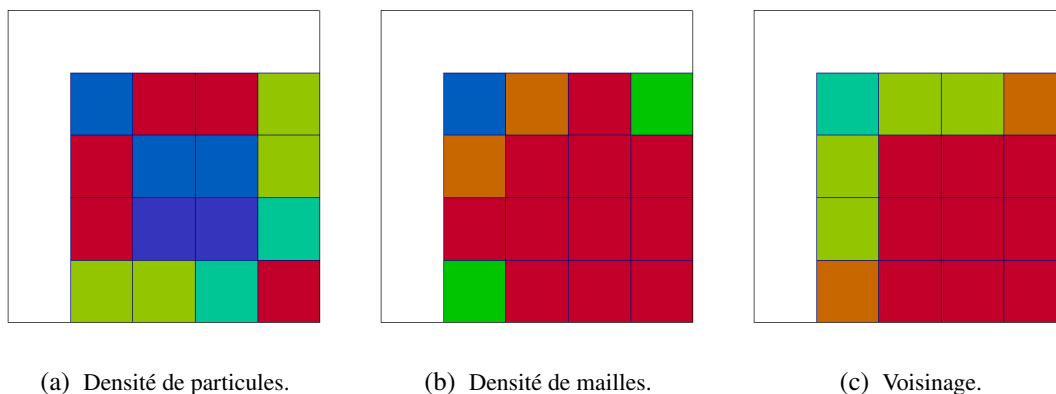 (a) Densité de particules.
(b) Densité de mailles.
(c) Voisinage.